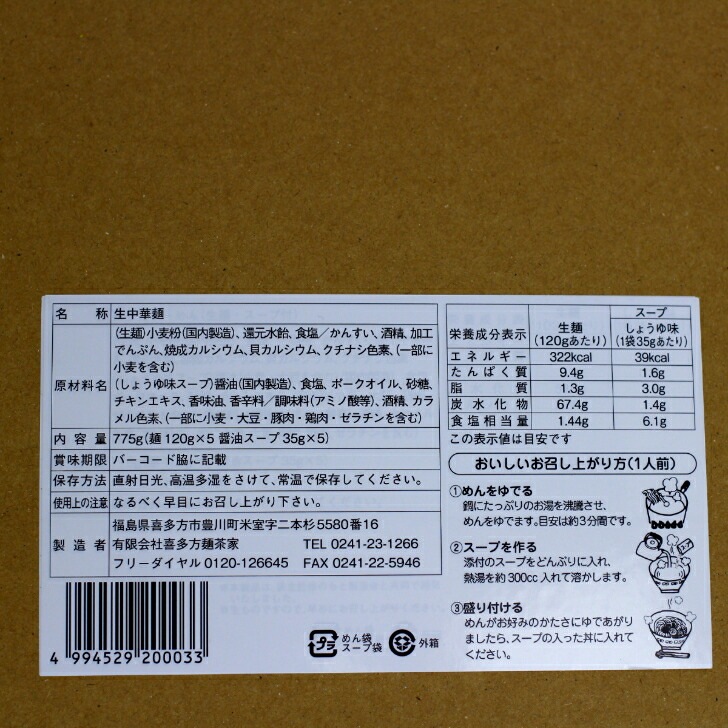 名 称 生中華麺
原材料名
(生麺)小麦粉(国内製造)、還元水飴、食塩／かんすい、酒精、加工
でんぷん、焼成カルシウム、貝カルシウム、クチナシ色素、(一部に
小麦を含む)
(しょうゆ味スープ)醤油(国内製造)、食塩、ポークオイル、砂糖、
チキンエキス、香味油、香辛料／調味料(アミノ酸等)、酒精、カラ
メル色素、(一部に小麦・大豆・豚肉・鶏肉・ゼラチンを含む)
内 容 量 775g(麺120g×5 醤油スープ35g×5)
賞味期限 バーコード脇に記載
保存方法 直射日光、高温多湿をさけて、常温で保存してください。
使用上の注意 なるべく早目にお召し上がり下さい。
製 造 者
福島県喜多方市豊川町米室字二本杉5580番16
有限会社喜多方麺茶家 TEL 0241-23-1266
フリーダイヤル 0120-126645 FAX 0241-22-5946
4 994529 200033
プラ
めん袋
スープ袋
外箱
栄養成分表示 生麺 (120gあたり) スープ しょうゆ味 (1袋35gあたり)
エネルギー 322kcal 39kcal
たんぱく質 9.4g 1.6g
脂 質 1.3g 3.0g
炭水化物 67.4g 1.4g
食塩相当量 1.44g 6.1g
この表示値は目安です
おいしいお召し上がり方(1人前)
①めんをゆでる
鍋にたっぷりのお湯を沸騰させ、
めんをゆでます。目安は約3分間です。
②スープを作る
添付のスープをどんぶりに入れ、
熱湯を約300cc入れて溶かします。
③盛り付ける
めんがお好みのかたさにゆであがり
ましたら、スープの入った丼に入れて
ください。